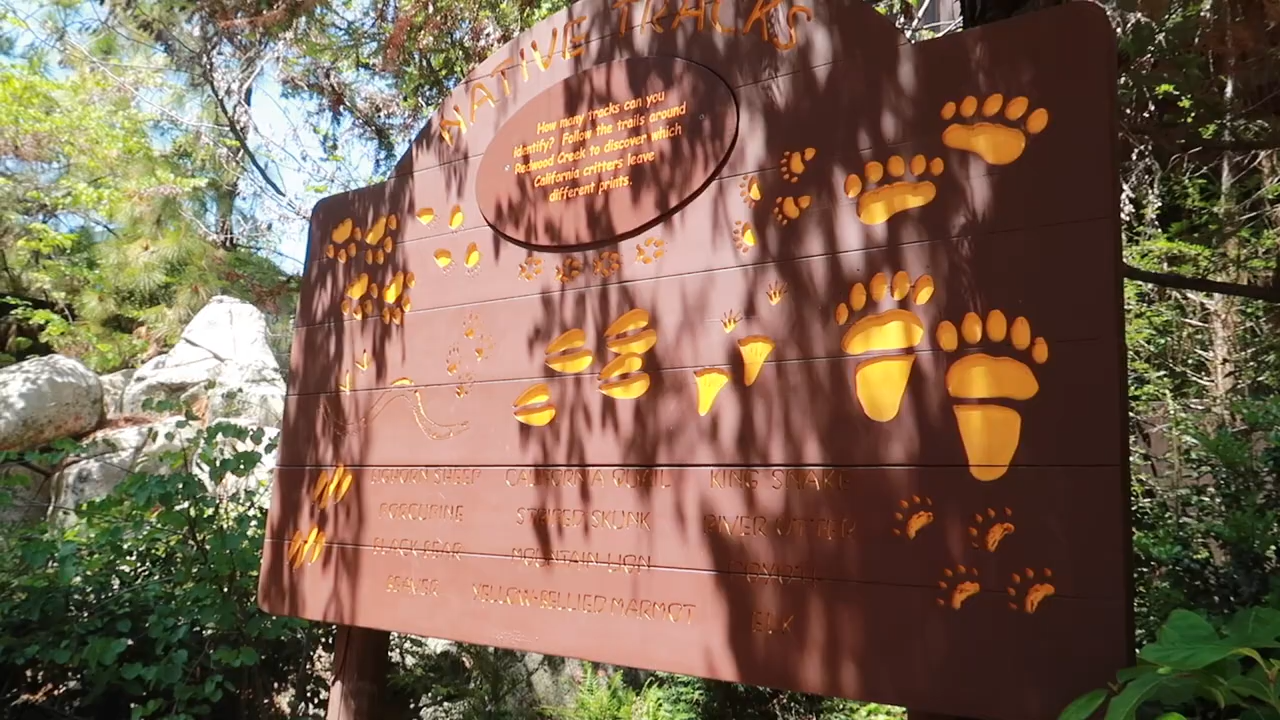 NATIVE TRACKS
How many tracks can you
identify? Follow the trails around
Redwood Creek to discover which
California critters leave
different prints.
BIGHORN SHEEP CALIFORNIA QUAIL KING SNAKE
PORCUPINE STRIPED SKUNK RIVER OTTER
BLACK BEAR MOUNTAIN LION COYOTE
BEAVER YELLOW-BELLIED MARMOT ELK